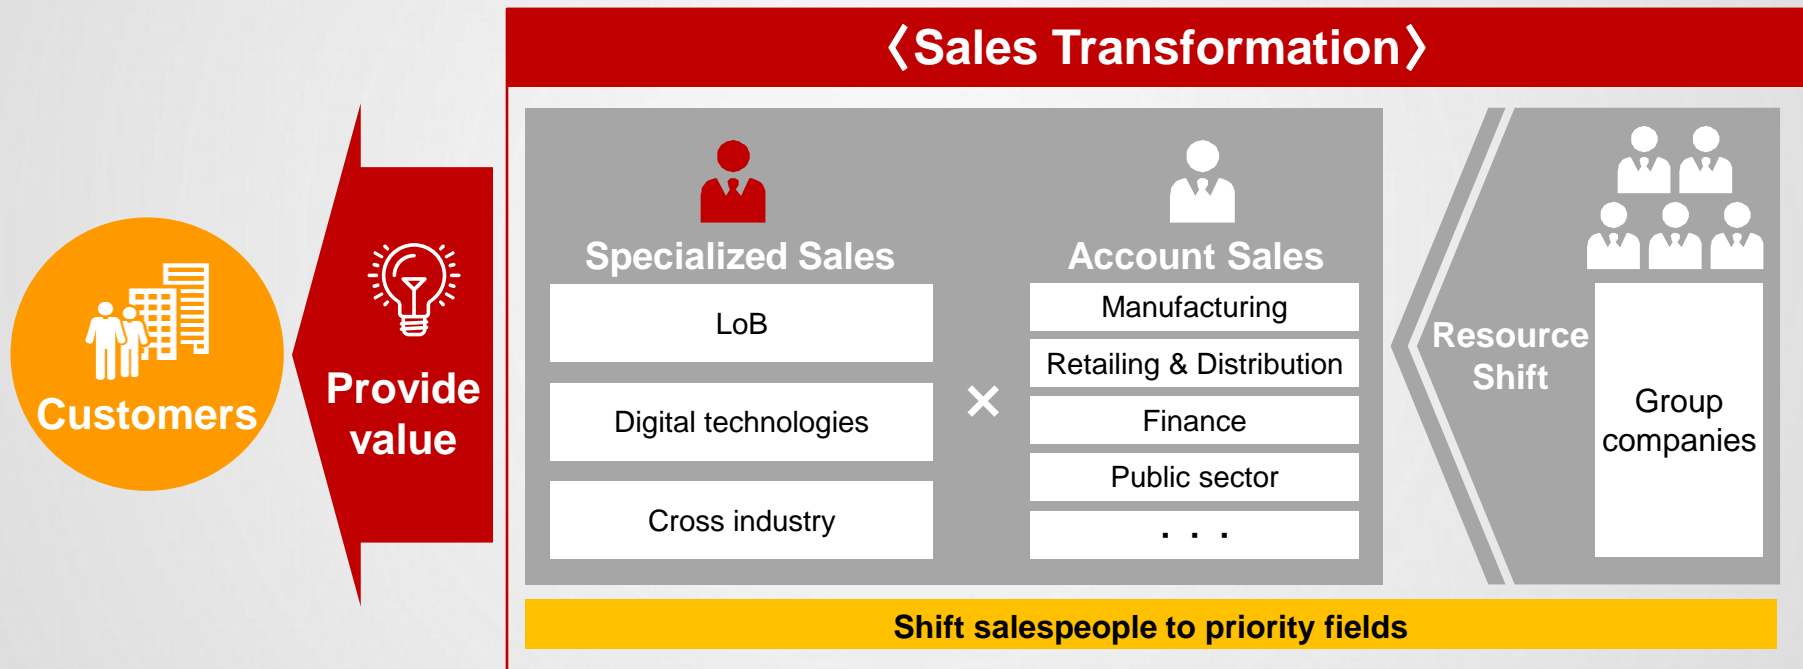 〈Sales Transformation〉
Customers
Provide
value
Specialized Sales
LoB
Digital technologies
Cross industry
×
Account Sales
Manufacturing
Retailing & Distribution
Finance
Public sector
・・・
Resource
Shift
Group
companies
Shift salespeople to priority fields